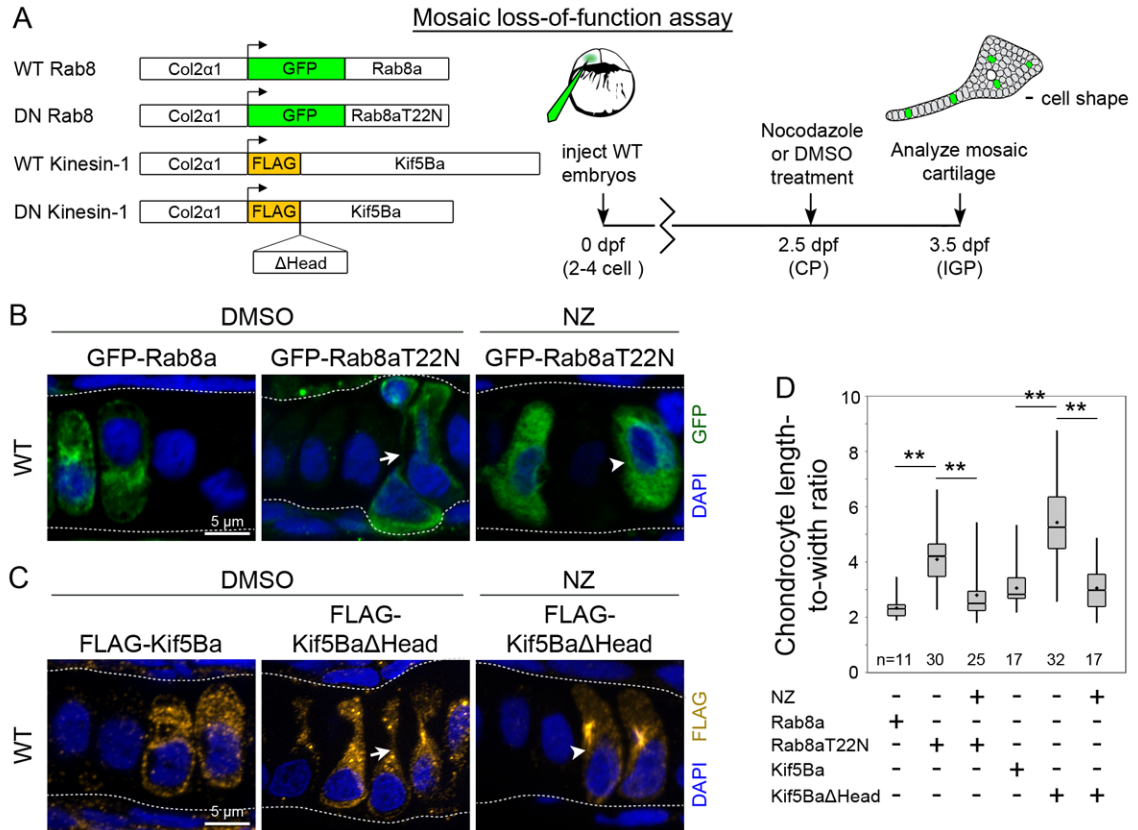 A
Mosaic loss-of-function assay
WT Rab8
Col2α1
GFP
Rab8a
DN Rab8
Col2α1
GFP
Rab8aT22N
WT Kinesin-1
Col2α1
FLAG
Kif5Ba
DN Kinesin-1
Col2α1
FLAG
Kif5Ba
ΔHead
inject WT
embryos
0 dpf
(2-4 cell )
Nocodazole
or DMSO
treatment
2.5 dpf
(CP)
cell shape
Analyze mosaic
cartilage
3.5 dpf
(IGP)
B
DMSO
NZ
GFP-Rab8a
GFP-Rab8aT22N
GFP-Rab8aT22N
WT
5 µm
DAPI GFP
C
DMSO
NZ
FLAG-Kif5Ba
FLAG-
Kif5BaΔHead
FLAG-
Kif5BaΔHead
WT
5 µm
DAPI FLAG
D
Chondrocyte length-
to-width ratio
10
8
6
4
2
0
** ** ** **
n=11 30 25 17 32 17
NZ - - + - - +
Rab8a + - - - - -
Rab8aT22N - + + - - -
Kif5Ba - - - + - -
Kif5BaΔHead - - - - + +